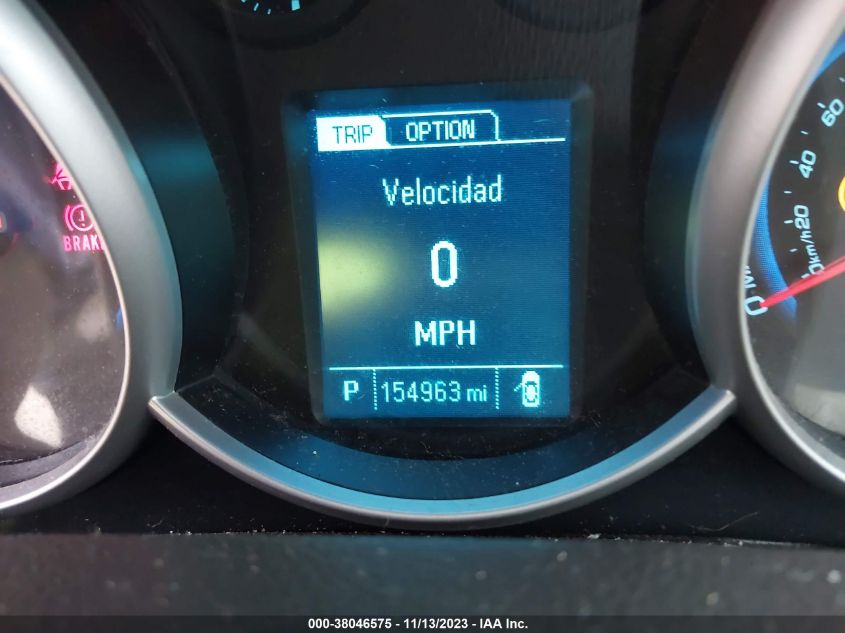 TRIP OPTION
Velocidad
0
MPH
P 154963 mi
BRAKE
60
40
20
km/h
0
000-38046575 — 11/13/2023 — IAA Inc.